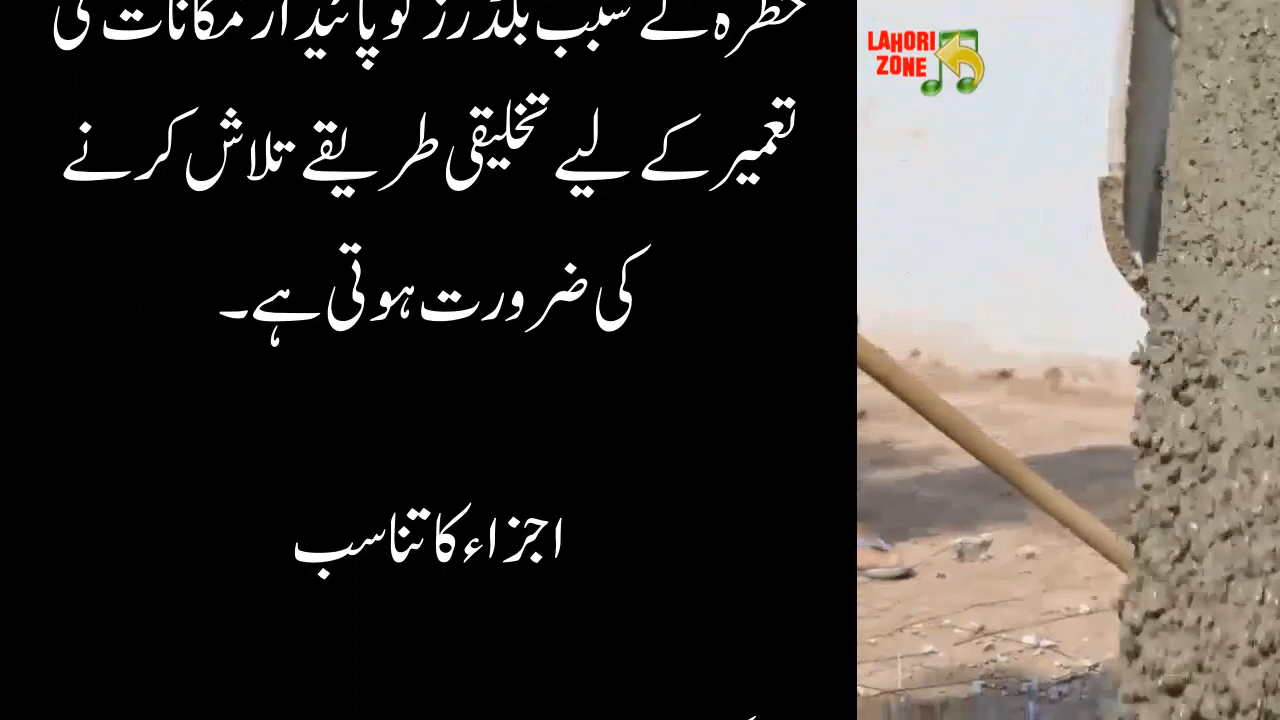 خطرہ کے سبب بلڈرز کو پائیدار مکانات کی
تعمیر کے لیے تخلیقی طریقے تلاش کرنے
کی ضرورت ہوتی ہے۔
اجزاء کا تناسب
LAHORI
ZONE